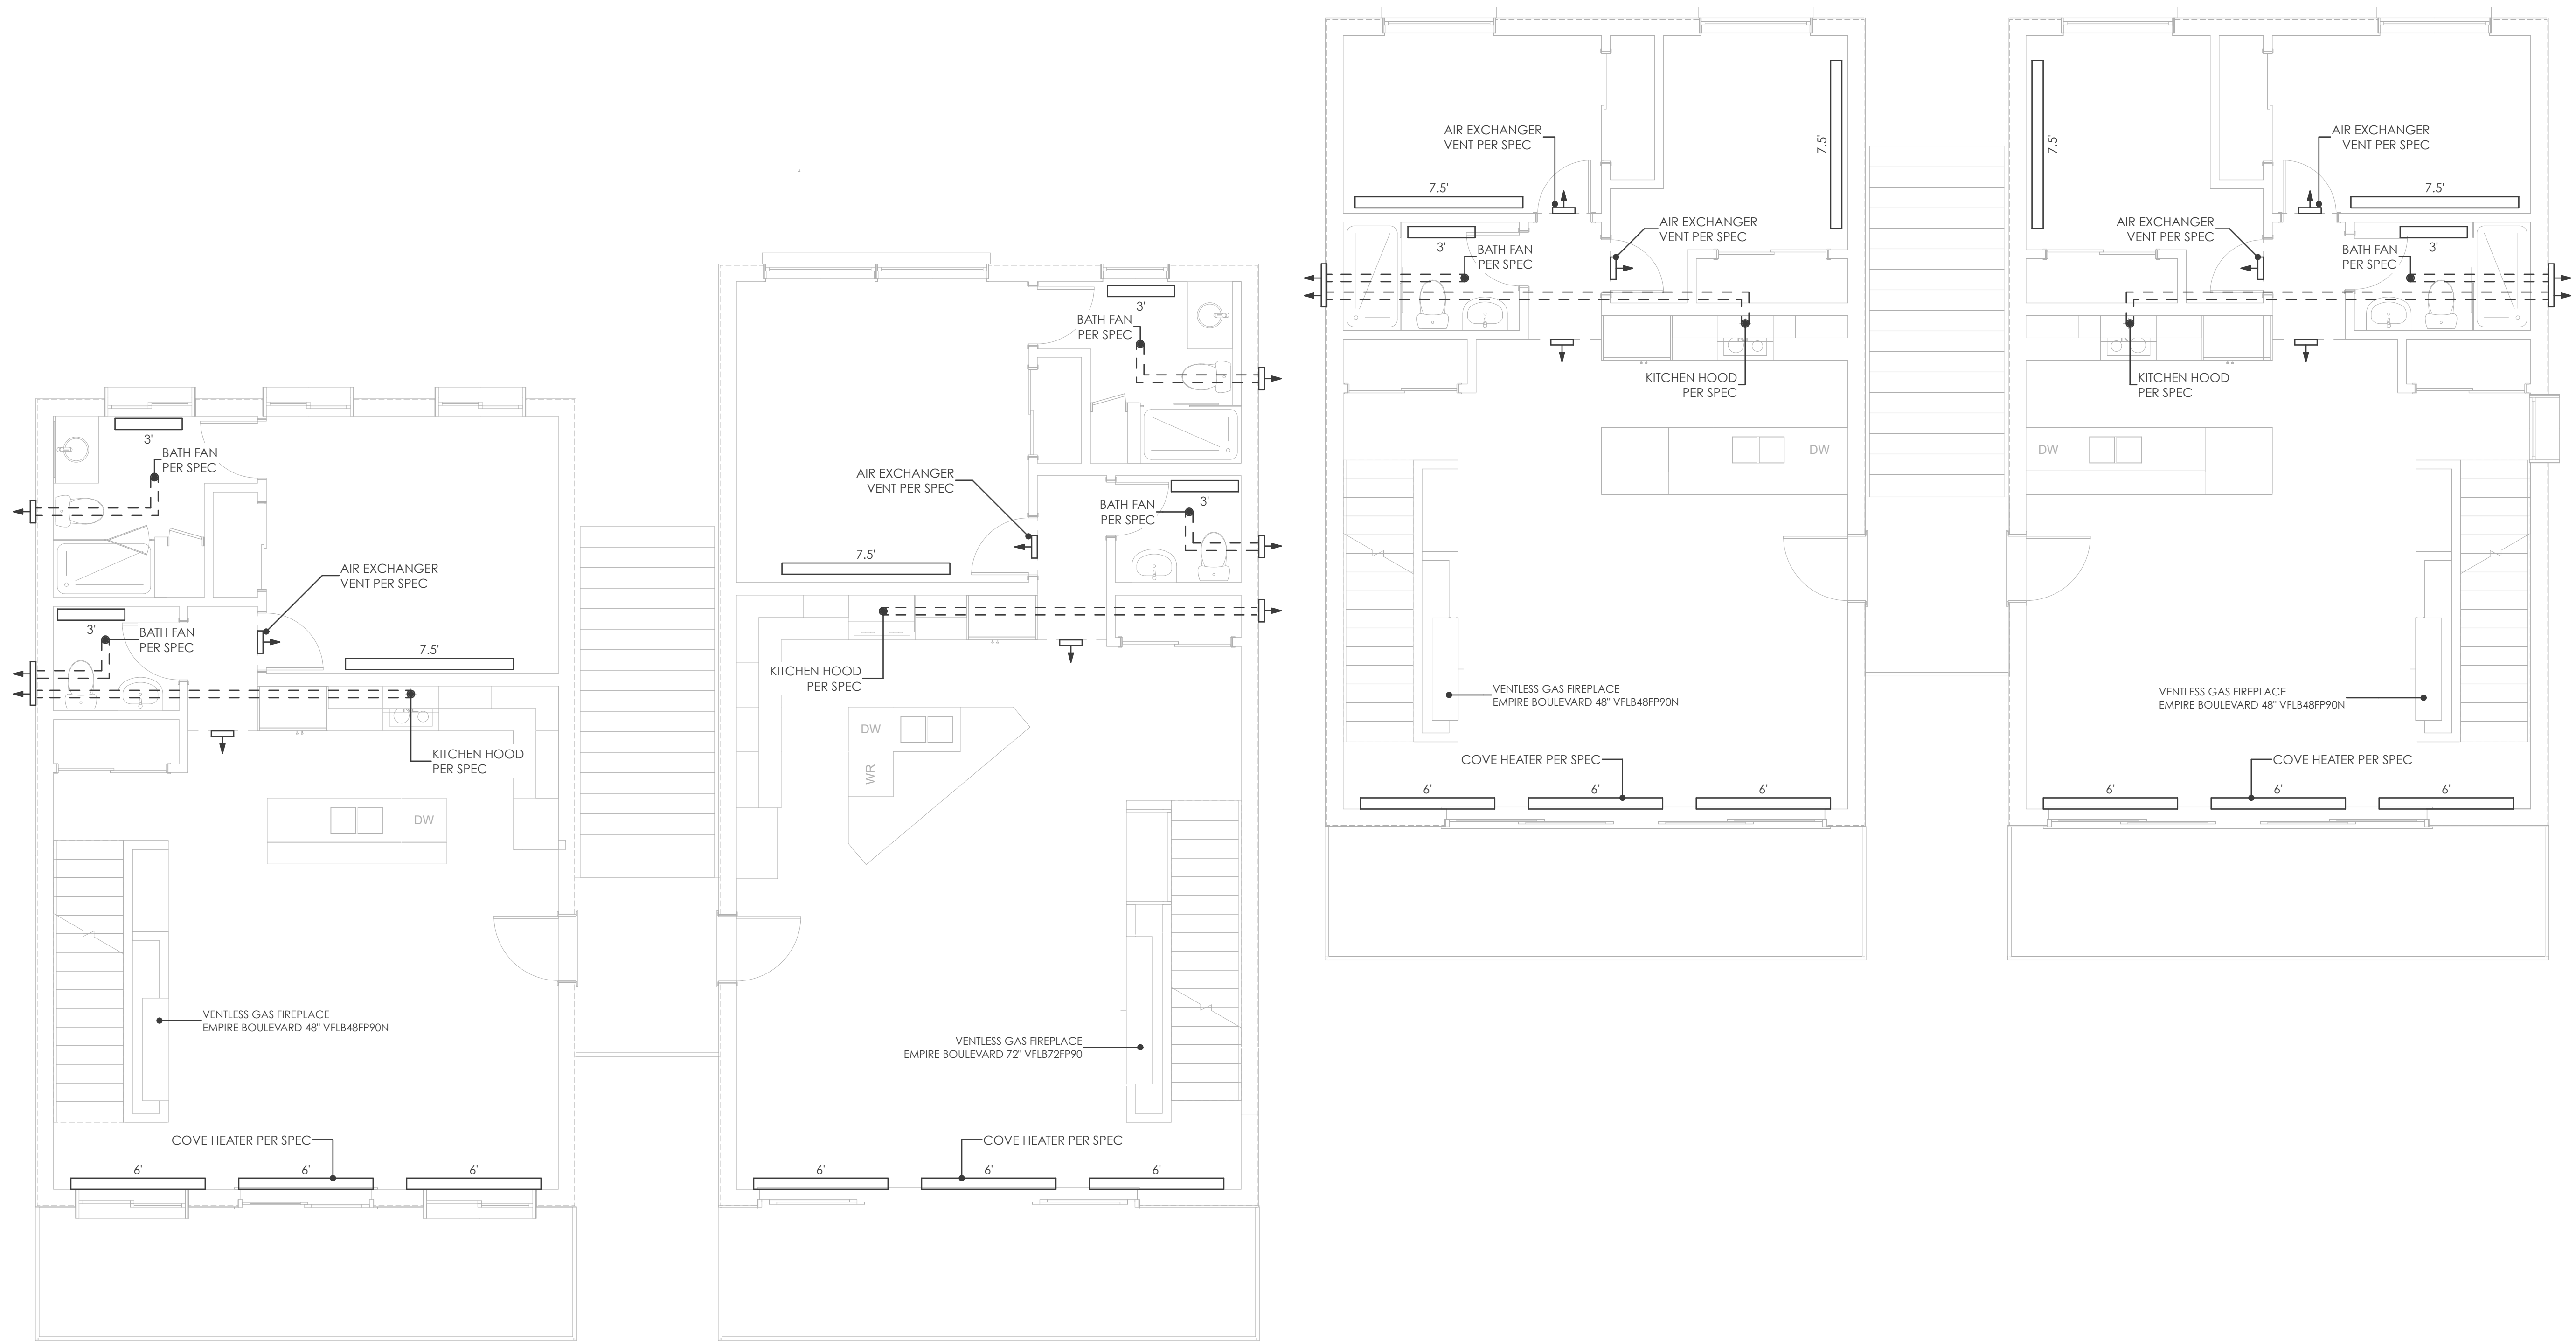 3'
BATH FAN
PER SPEC
AIR EXCHANGER
VENT PER SPEC
3'
BATH FAN
PER SPEC
7.5'
KITCHEN HOOD
PER SPEC
DW
VENTLESS GAS FIREPLACE
EMPIRE BOULEVARD 48" VFLB48FP90N
COVE HEATER PER SPEC
6'
6'
6'
3'
BATH FAN
PER SPEC
AIR EXCHANGER
VENT PER SPEC
3'
BATH FAN
PER SPEC
7.5'
KITCHEN HOOD
PER SPEC
DW
WR
VENTLESS GAS FIREPLACE
EMPIRE BOULEVARD 72" VFLB72FP90
COVE HEATER PER SPEC
6'
6'
6'
AIR EXCHANGER
VENT PER SPEC
7.5'
7.5'
AIR EXCHANGER
VENT PER SPEC
3'
BATH FAN
PER SPEC
KITCHEN HOOD
PER SPEC
DW
VENTLESS GAS FIREPLACE
EMPIRE BOULEVARD 48" VFLB48FP90N
COVE HEATER PER SPEC
6'
6'
6'
7.5'
AIR EXCHANGER
VENT PER SPEC
7.5'
AIR EXCHANGER
VENT PER SPEC
BATH FAN
PER SPEC
3'
KITCHEN HOOD
PER SPEC
DW
VENTLESS GAS FIREPLACE
EMPIRE BOULEVARD 48" VFLB48FP90N
COVE HEATER PER SPEC
6'
6'
6'